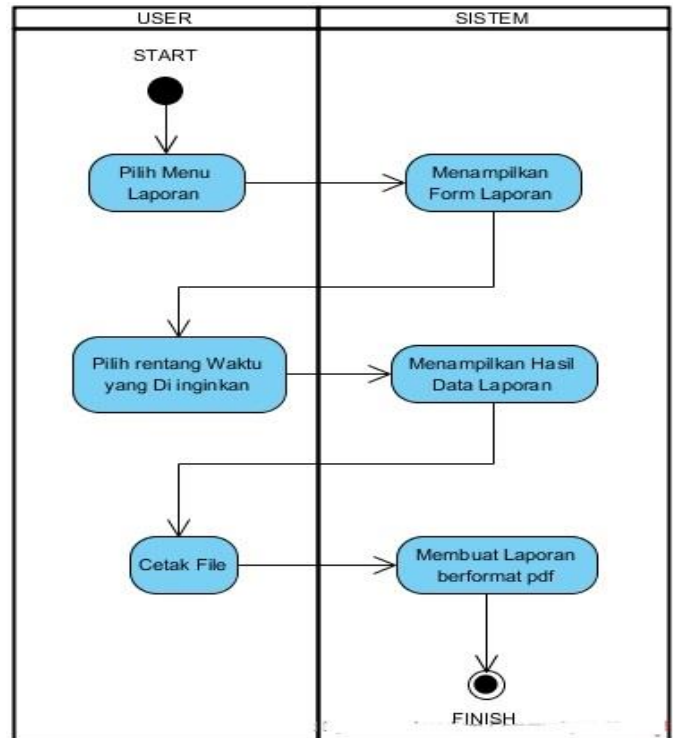 USER
SISTEM
START
Pilih Menu
Laporan
Menampilkan
Form Laporan
Pilih rentang Waktu
yang Di inginkan
Menampilkan Hasil
Data Laporan
Cetak File
Membuat Laporan
berformat pdf
FINISH